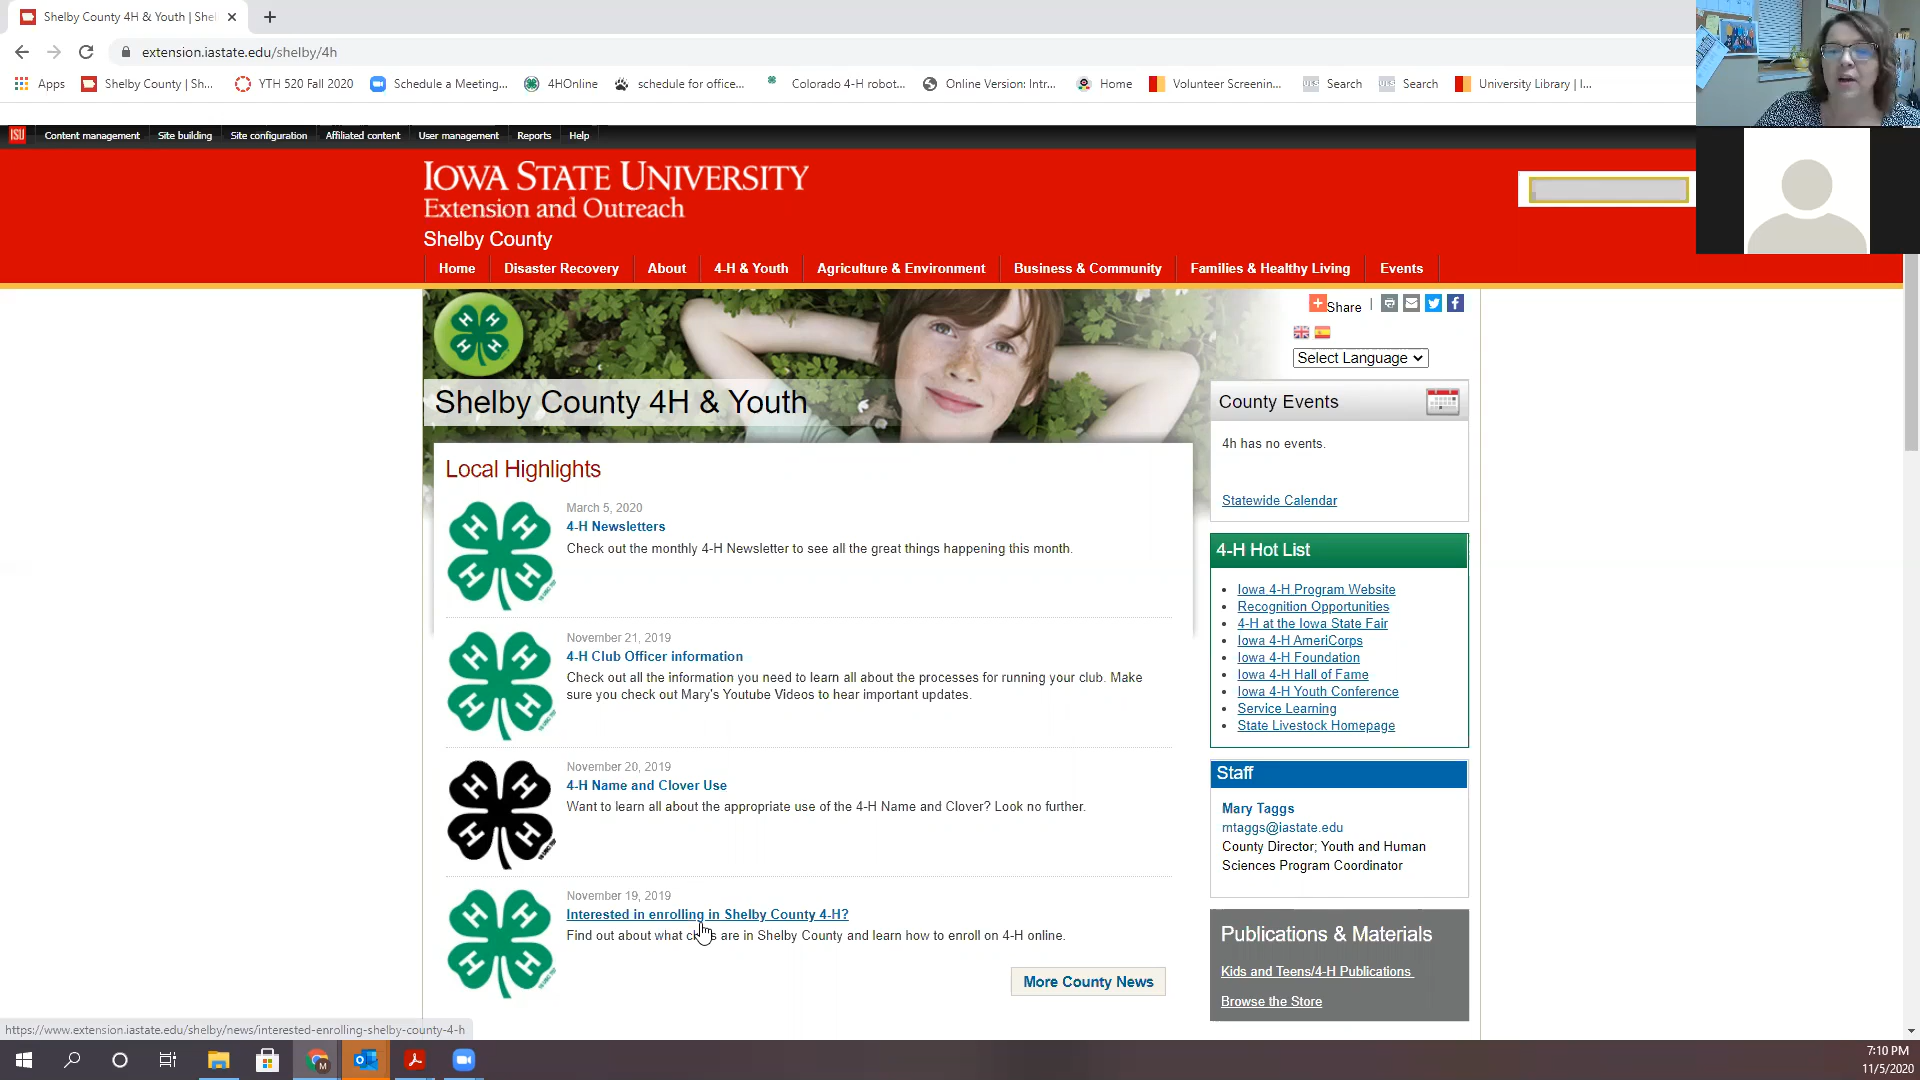 Shelby County 4H & Youth | She
extension.iastate.edu/shelby/4h
Apps
Shelby County | Sh...
YTH 520 Fall 2020
Schedule a Meeting...
4HOnline
schedule for office...
Colorado 4-H robot...
Online Version: Intr...
Home
Volunteer Screenin...
Search
Search
University Library | I...
ISU
Content management
Site building
Site configuration
Affiliated content
User management
Reports
Help
IOWA STATE UNIVERSITY
Extension and Outreach
Shelby County
Home
Disaster Recovery
About
4-H & Youth
Agriculture & Environment
Business & Community
Families & Healthy Living
Events
Share |
Select Language
H H H H
Shelby County 4H & Youth
Local Highlights
H H H H
March 5, 2020
4-H Newsletters
Check out the monthly 4-H Newsletter to see all the great things happening this month.
H H H H
November 21, 2019
4-H Club Officer information
Check out all the information you need to learn all about the processes for running your club. Make
sure you check out Mary's Youtube Videos to hear important updates.
H H H H
November 20, 2019
4-H Name and Clover Use
Want to learn all about the appropriate use of the 4-H Name and Clover? Look no further.
H H H H
November 19, 2019
Interested in enrolling in Shelby County 4-H?
Find out about what are in Shelby County and learn how to enroll on 4-H online.
More County News
County Events
4h has no events.
Statewide Calendar
4-H Hot List
Iowa 4-H Program Website
Recognition Opportunities
4-H at the Iowa State Fair
Iowa 4-H AmeriCorps
Iowa 4-H Foundation
Iowa 4-H Hall of Fame
Iowa 4-H Youth Conference
Service Learning
State Livestock Homepage
Staff
Mary Taggs
mtaggs@iastate.edu
County Director; Youth and Human
Sciences Program Coordinator
Publications & Materials
Kids and Teens/4-H Publications
Browse the Store
https://www.extension.iastate.edu/shelby/news/interested-enrolling-shelby-county-4-h
M
7:10 PM
11/5/2020